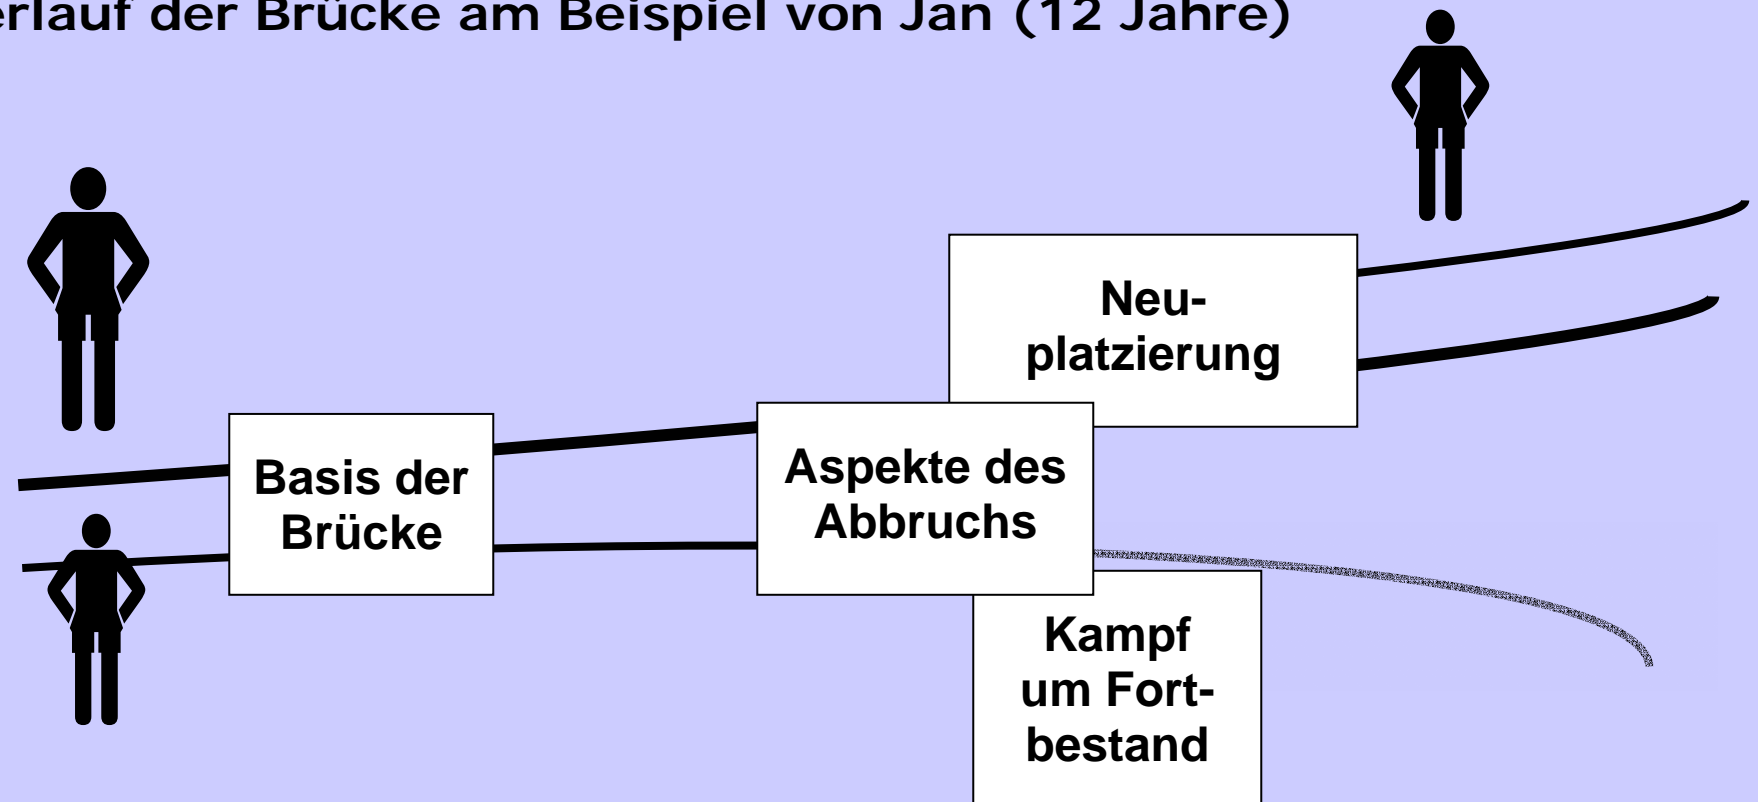 erlauf der Brücke am Beispiel von Jan (12 Jahre)
Neu-
platzierung
Basis der
Brücke
Aspekte des
Abbruchs
Kampf
um Fort-
bestand